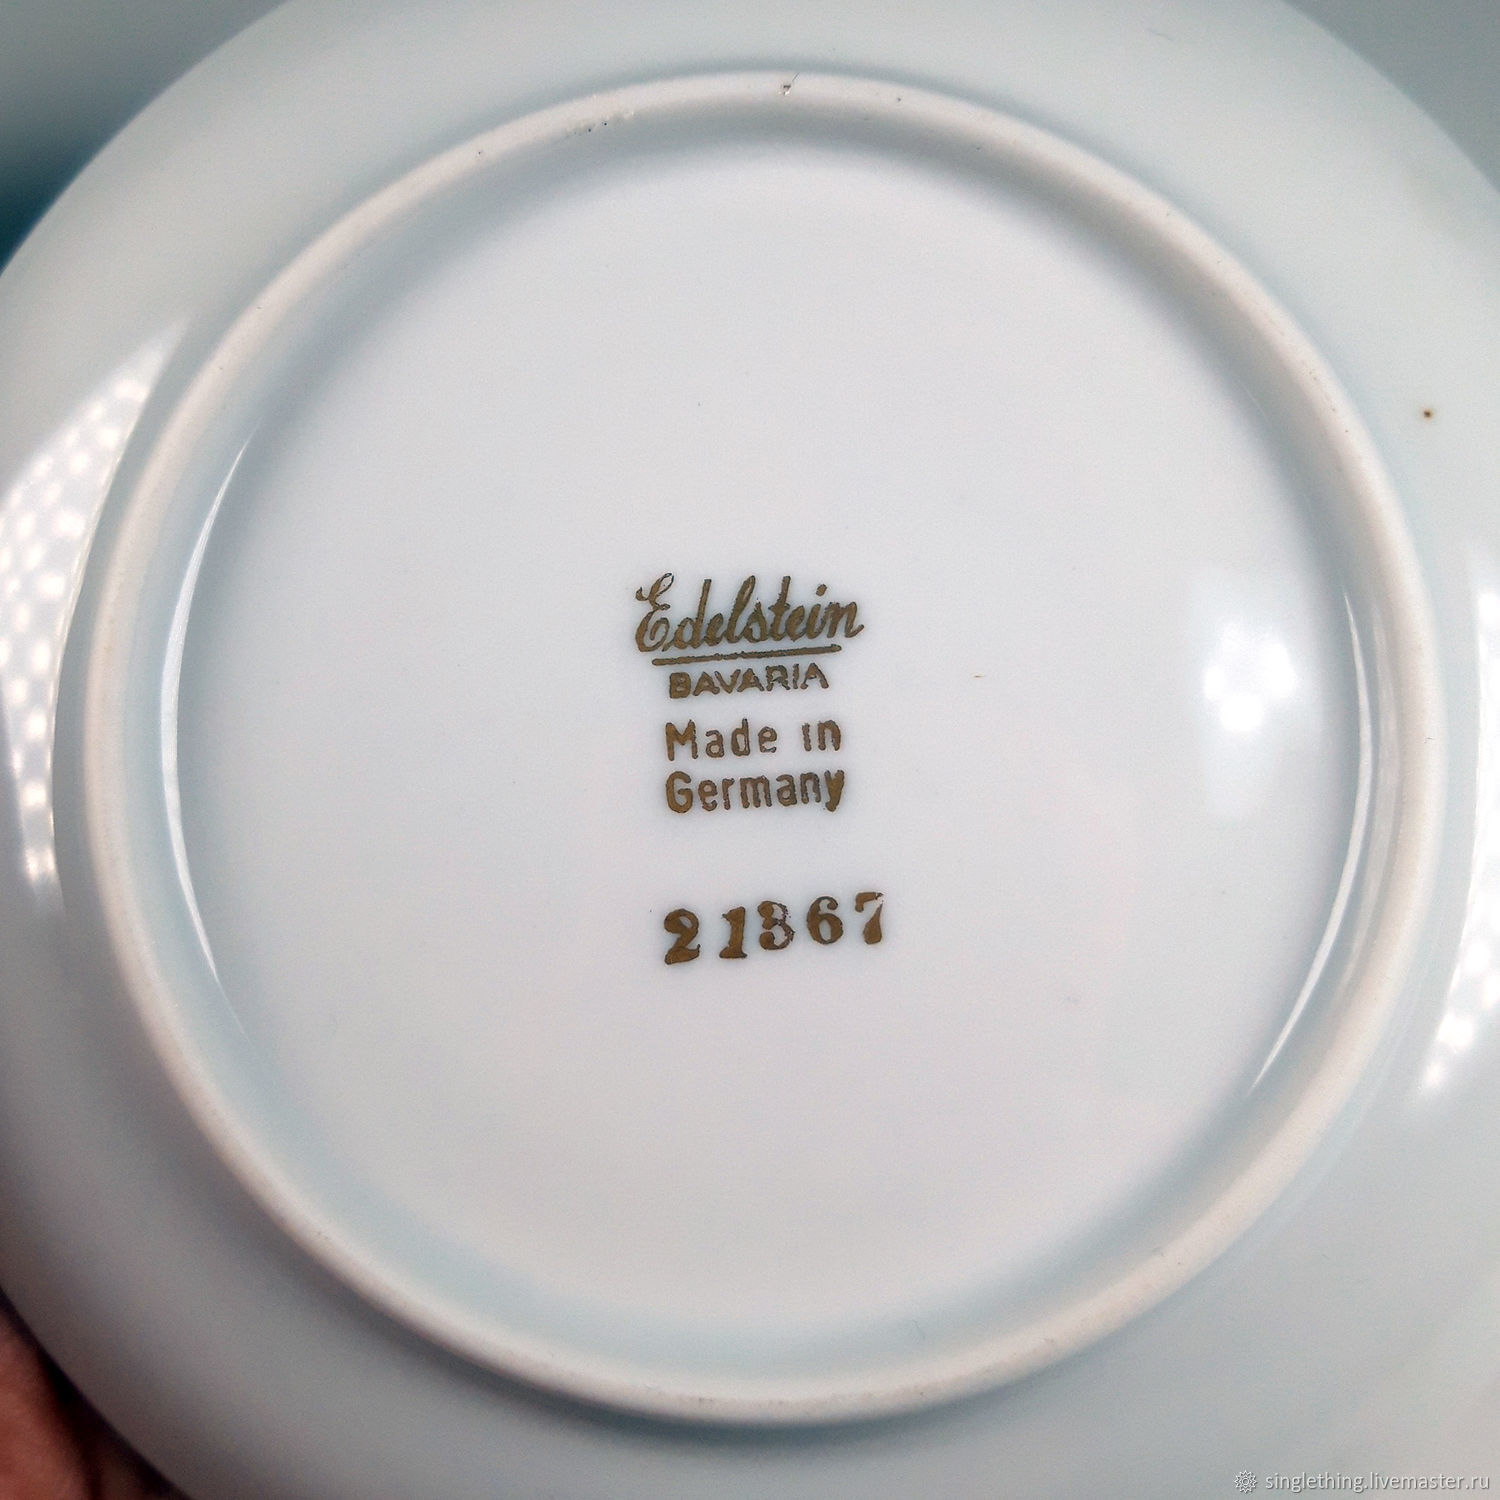 Edelstein
BAVARIA
Made in
Germany
21367
singlething.livemaster.ru